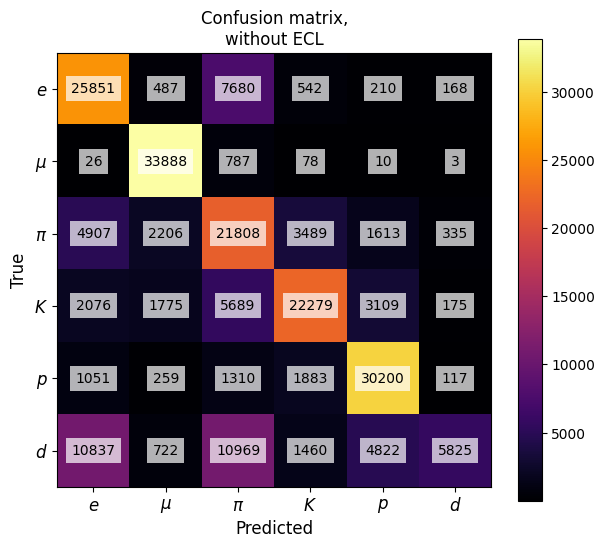 Confusion matrix,
without ECL
e 25851 487 7680 542 210 168
μ 26 33888 787 78 10 3
π 4907 2206 21808 3489 1613 335
K 2076 1775 5689 22279 3109 175
p 1051 259 1310 1883 30200 117
d 10837 722 10969 1460 4822 5825
e μ π K p d
True
Predicted
30000
25000
20000
15000
10000
5000